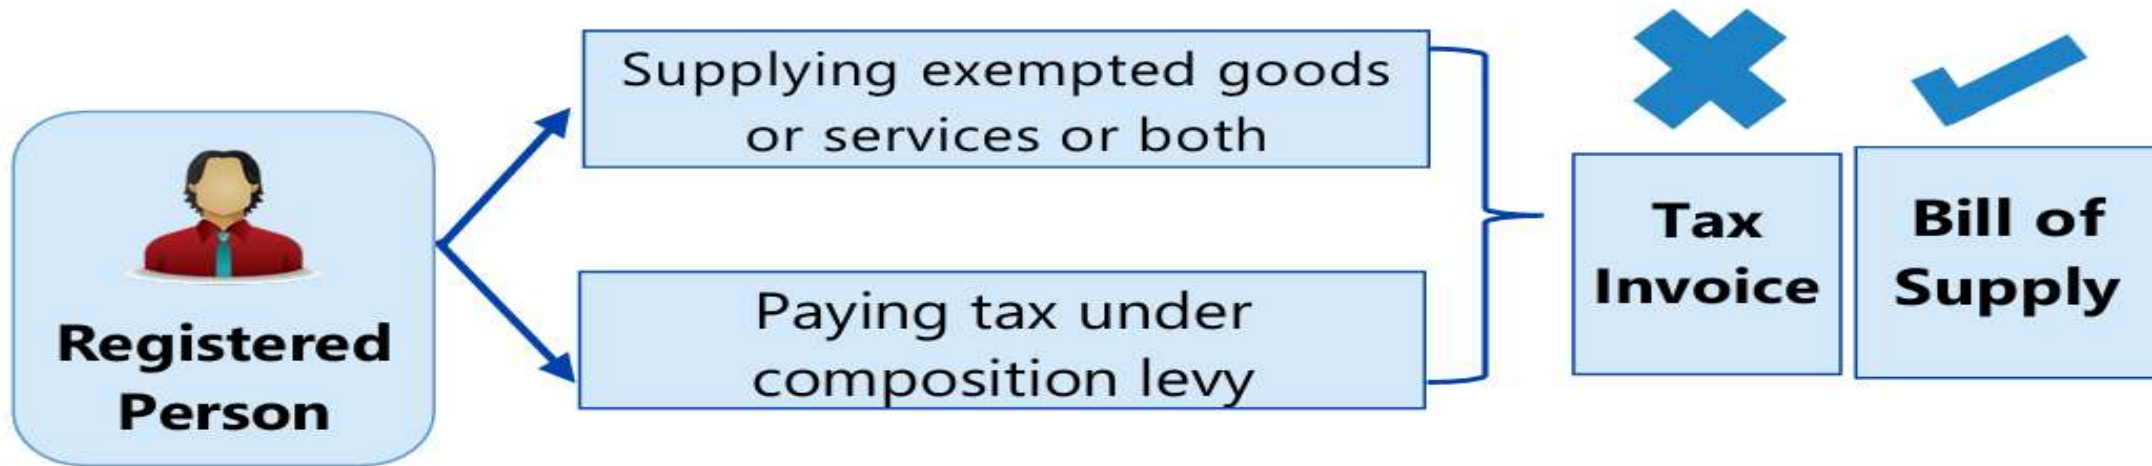 Registered
Person
Supplying exempted goods
or services or both
Paying tax under
composition levy
Tax
Invoice
Bill of
Supply